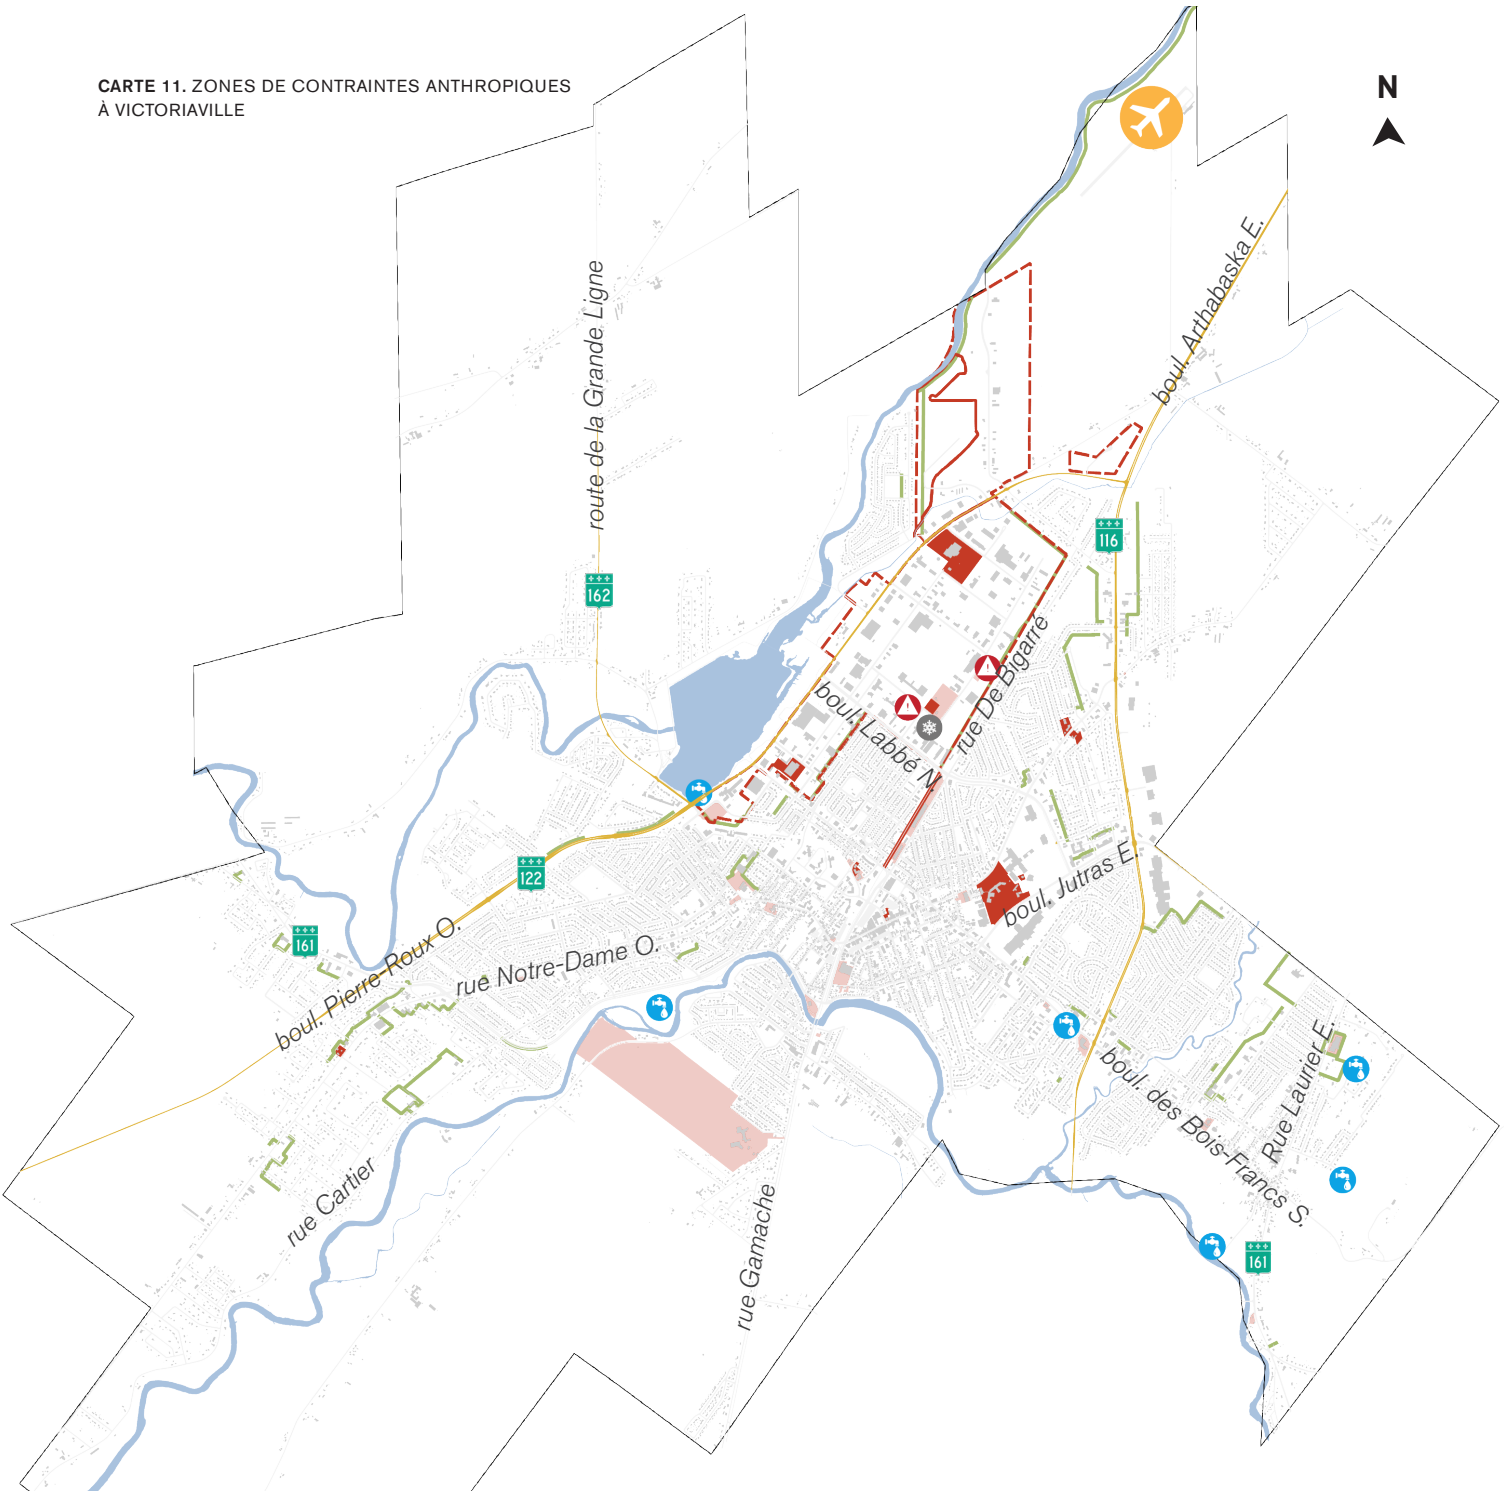 CARTE 11. ZONES DE CONTRAINTES ANTHROPIQUES
À VICTORIAVILLE
N
route de la Grande Ligne
boul. Arthabaska E.
116
162
rue De Bigarré
boul. Labbé N.
122
boul. Jutras E.
161
boul. Pierre-Roux O.
rue Notre-Dame O.
boul. des Bois-Francs S.
Rue Laurier E.
rue Cartier
rue Gamache
161